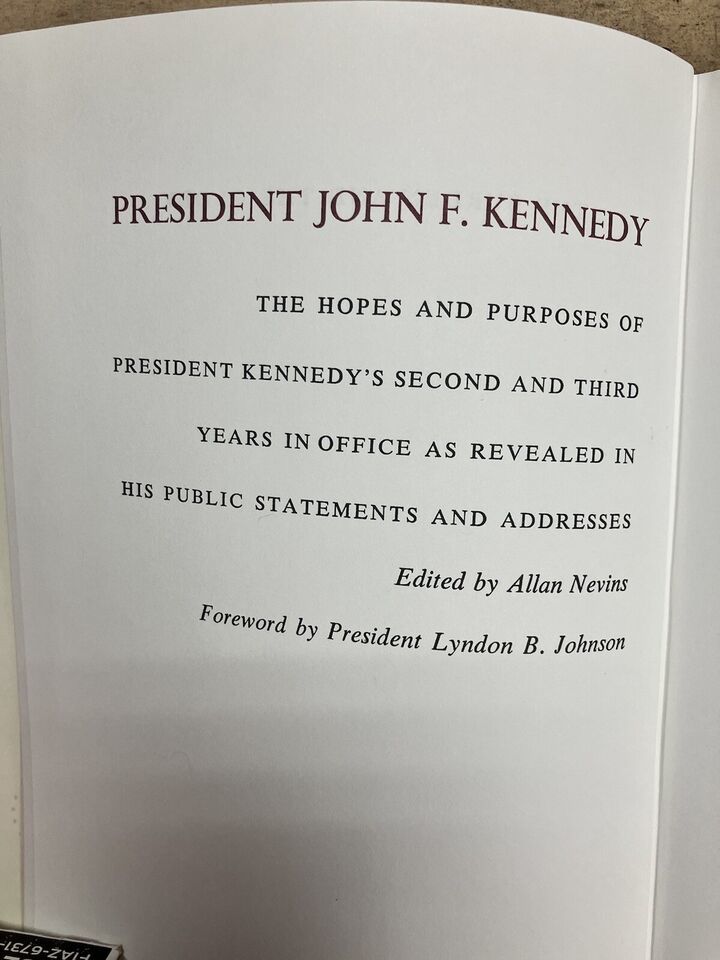 PRESIDENT JOHN F. KENNEDY
THE HOPES AND PURPOSES OF
PRESIDENT KENNEDY'S SECOND AND THIRD
YEARS IN OFFICE AS REVEALED IN
HIS PUBLIC STATEMENTS AND ADDRESSES
Edited by Allan Nevins
Foreword by President Lyndon B. Johnson